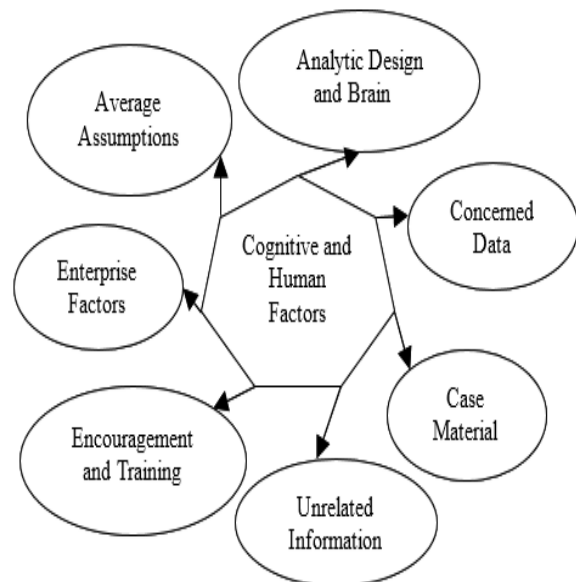 Analytic Design
and Brain
Average
Assumptions
Concerned
Data
Cognitive and
Human
Factors
Enterprise
Factors
Case
Material
Encouragement
and Training
Unrelated
Information